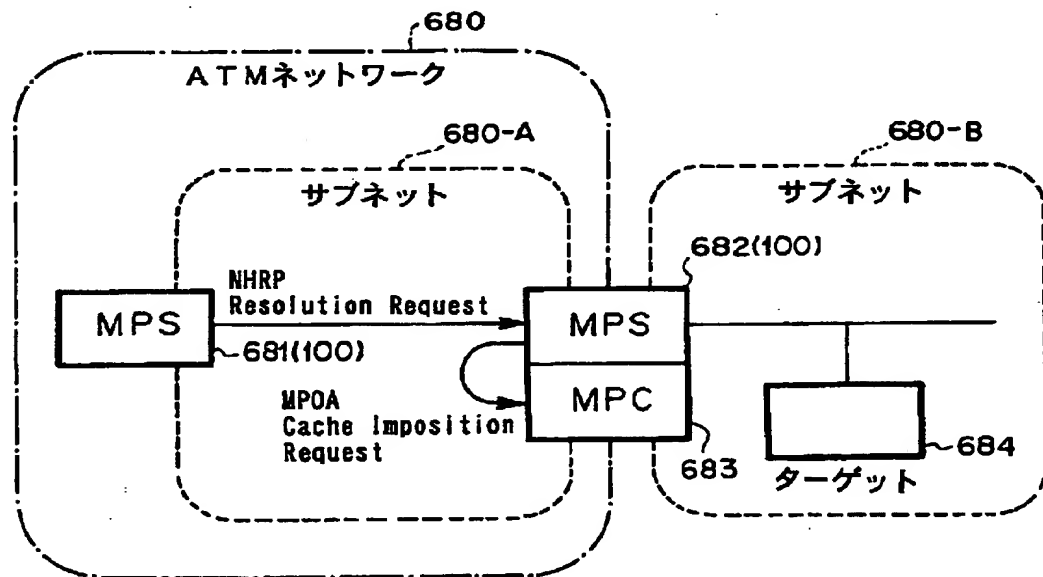 680
ATMネットワーク
680-A
680-B
サブネット
サブネット
682(100)
NHRP
Resolution Request
MPS
MPS
681(100)
MPOA
Cache Imposition
Request
MPC
683
684
ターゲット